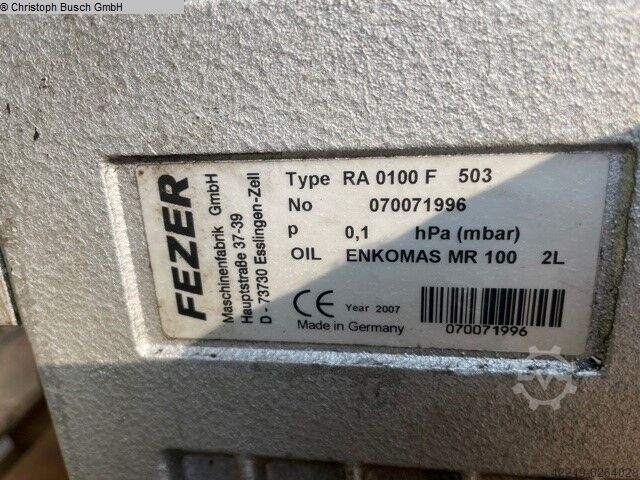 © Christoph Busch GmbH
FEZER
Maschinenfabrik GmbH
Hauptstraße 37-39
D - 73730 Esslingen-Zell
Type RA 0100 F 503
No 070071996
p 0,1 hPa (mbar)
OIL ENKOMAS MR 100 2L
CE Year 2007
Made in Germany
070071996